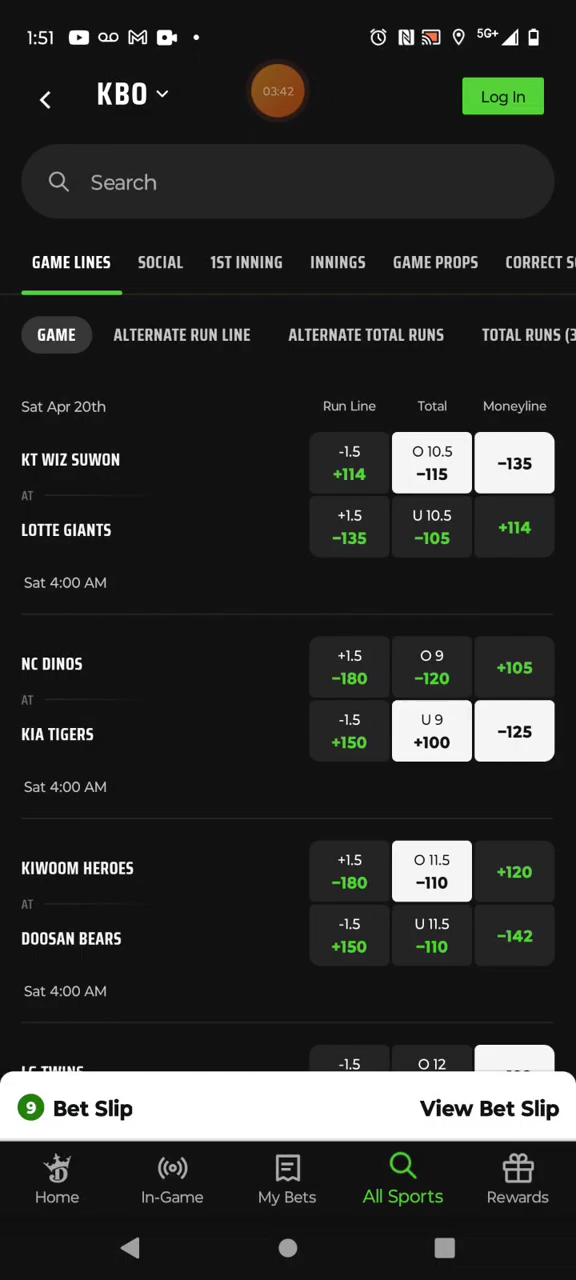 1:51
5G+
KBO
03:42
Log In
Search
GAME LINES SOCIAL 1ST INNING INNINGS GAME PROPS CORRECT S
GAME ALTERNATE RUN LINE ALTERNATE TOTAL RUNS TOTAL RUNS (3
Sat Apr 20th Run Line Total Moneyline
KT WIZ SUWON -1.5 O 10.5 −135
+114 −115
AT
LOTTE GIANTS +1.5 U 10.5 +114
−135 −105
Sat 4:00 AM
NC DINOS +1.5 O 9 +105
−180 −120
AT
KIA TIGERS -1.5 U 9 −125
+150 +100
Sat 4:00 AM
KIWOOM HEROES +1.5 O 11.5 +120
−180 −110
AT
DOOSAN BEARS -1.5 U 11.5 −142
+150 −110
Sat 4:00 AM
LG TWINS -1.5 O 12
9 Bet Slip View Bet Slip
Home In-Game My Bets All Sports Rewards